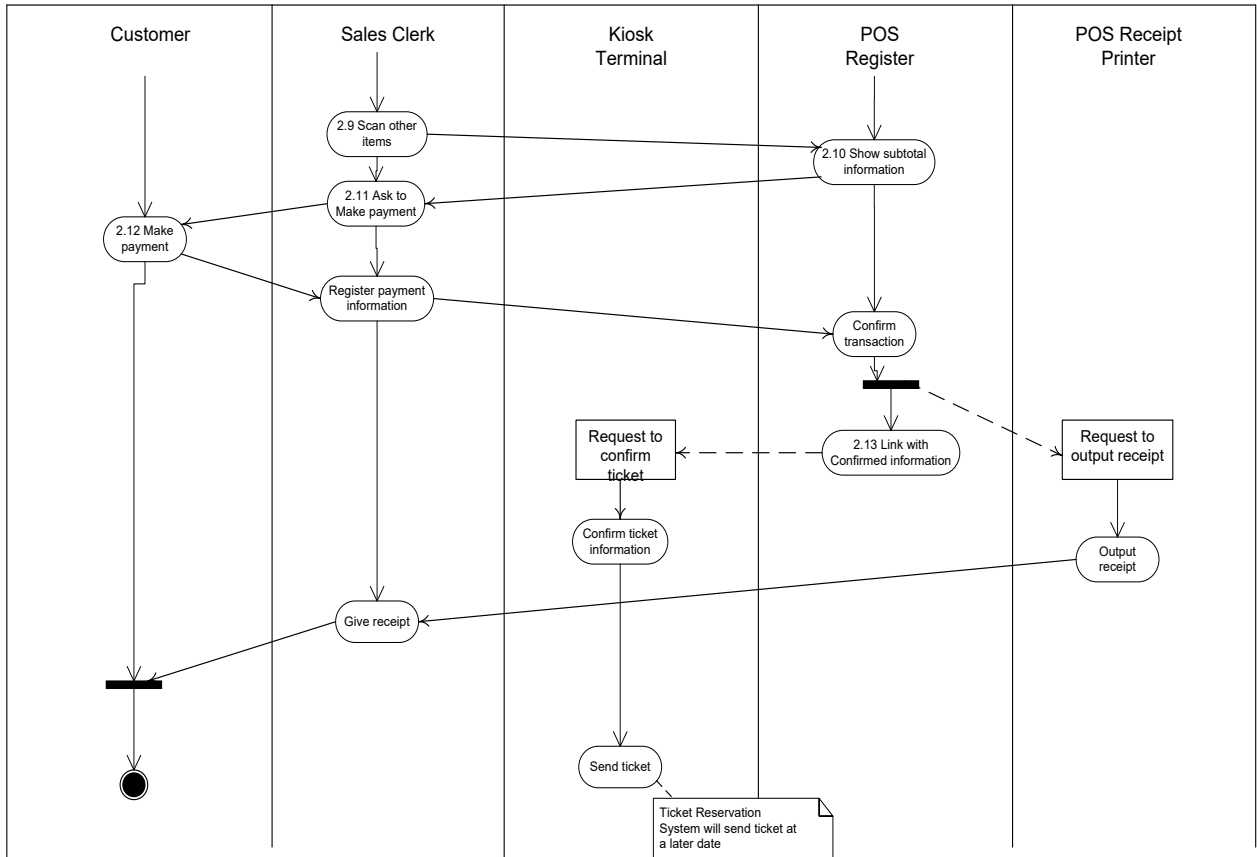 Customer
Sales Clerk
Kiosk
Terminal
POS
Register
POS Receipt
Printer
2.9 Scan other
items
2.10 Show subtotal
information
2.11 Ask to
Make payment
2.12 Make
payment
Register payment
information
Confirm
transaction
Request to
confirm
ticket
2.13 Link with
Confirmed information
Request to
output receipt
Confirm ticket
information
Output
receipt
Give receipt
Send ticket
Ticket Reservation
System will send ticket at
a later date